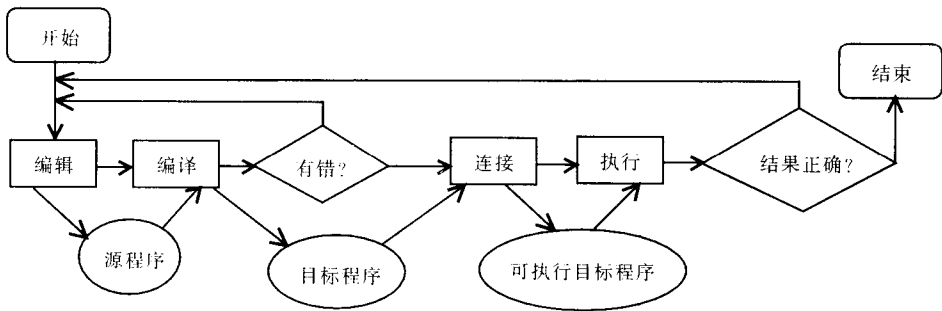 开始
结束
编辑
编译
有错?
连接
执行
结果正确?
源程序
目标程序
可执行目标程序